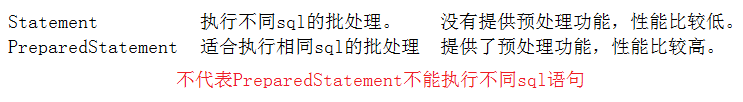 Statement 执行不同sql的批处理。 没有提供预处理功能，性能比较低。
PreparedStatement 适合执行相同sql的批处理 提供了预处理功能，性能比较高。
不代表PreparedStatement不能执行不同sql语句